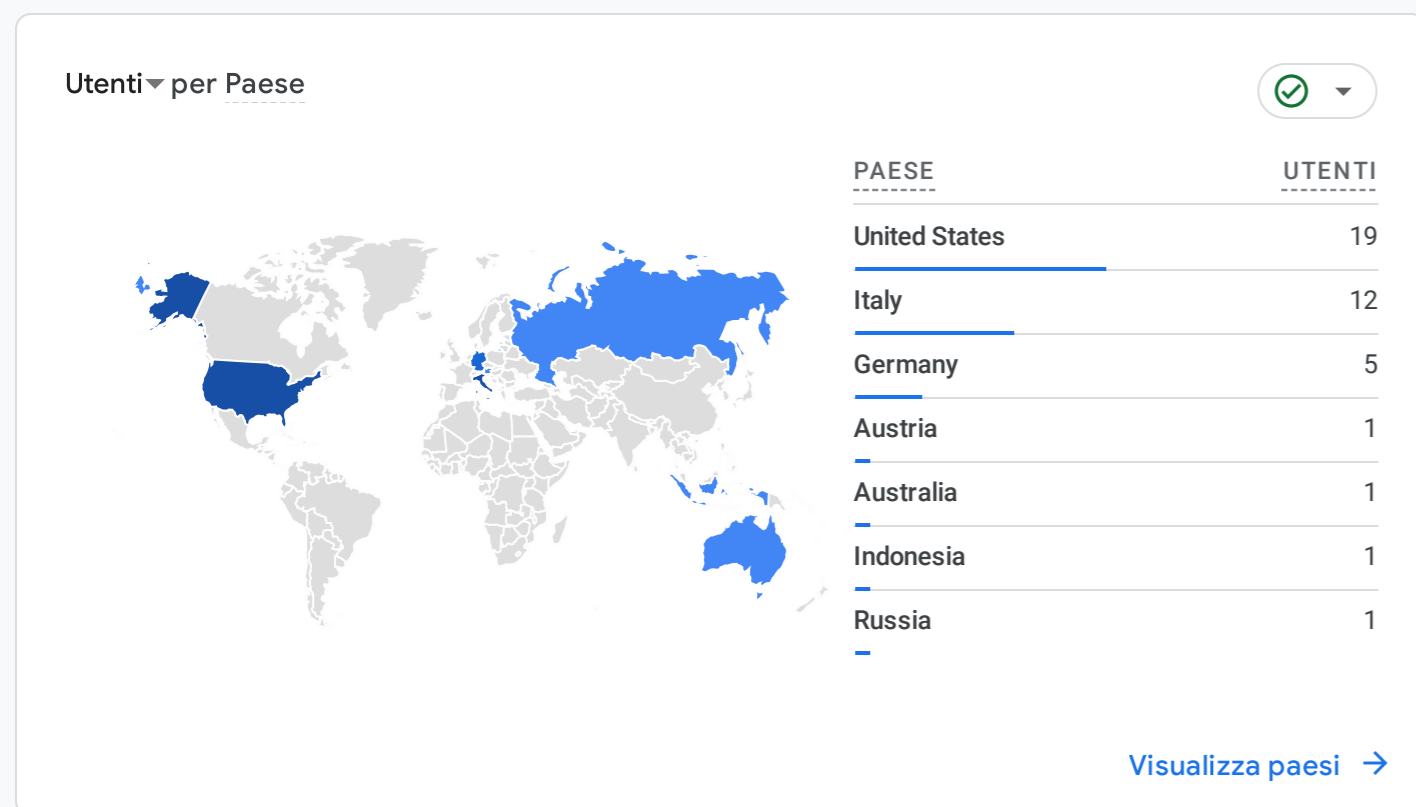 Utenti per Paese
PAESE UTENTI
United States 19
Italy 12
Germany 5
Austria 1
Australia 1
Indonesia 1
Russia 1
Visualizza paesi